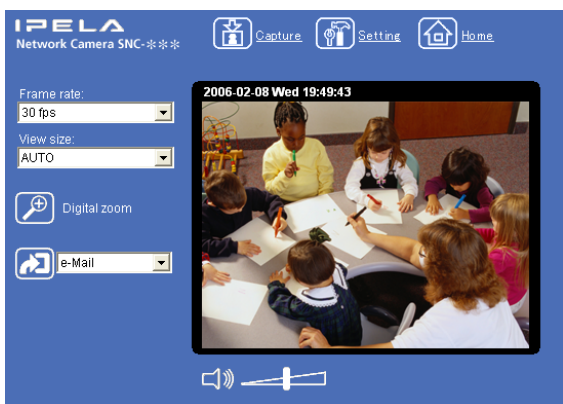 IPELA
Network Camera SNC-***
Capture
Setting
Home
Frame rate:
30 fps
View size:
AUTO
Digital zoom
e-Mail
2006-02-08 Wed 19:49:43